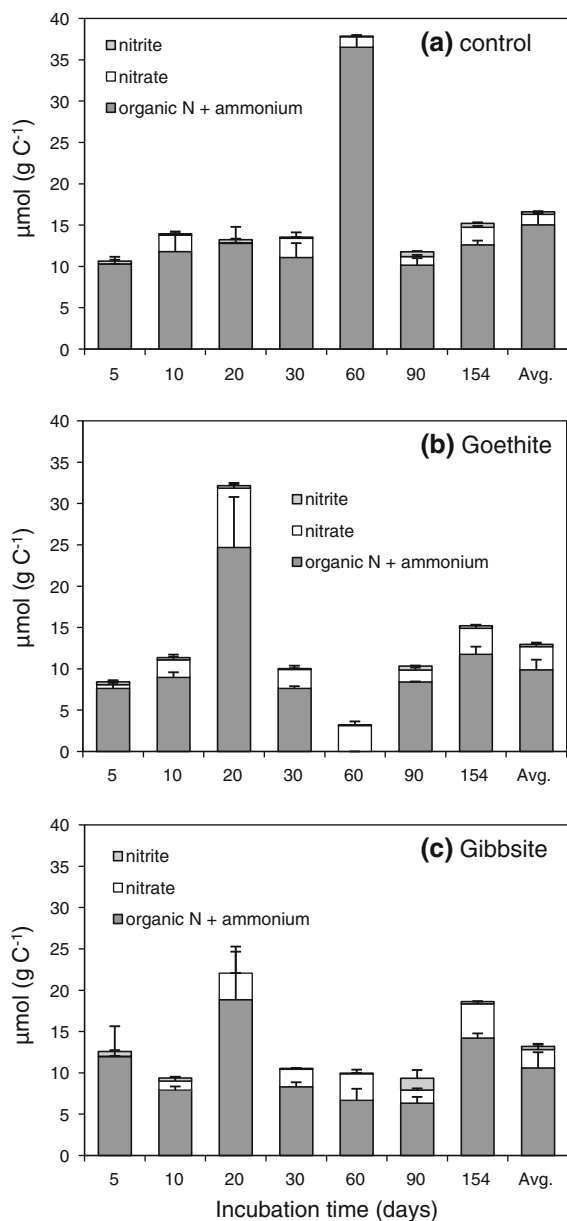 40
35
30
25
20
15
10
5
0
µmol (g C⁻¹)
(a) control
nitrite
nitrate
organic N + ammonium
5 10 20 30 60 90 154 Avg.
40
35
30
25
20
15
10
5
0
µmol (g C⁻¹)
(b) Goethite
nitrite
nitrate
organic N + ammonium
5 10 20 30 60 90 154 Avg.
40
35
30
25
20
15
10
5
0
µmol (g C⁻¹)
(c) Gibbsite
nitrite
nitrate
organic N + ammonium
5 10 20 30 60 90 154 Avg.
Incubation time (days)